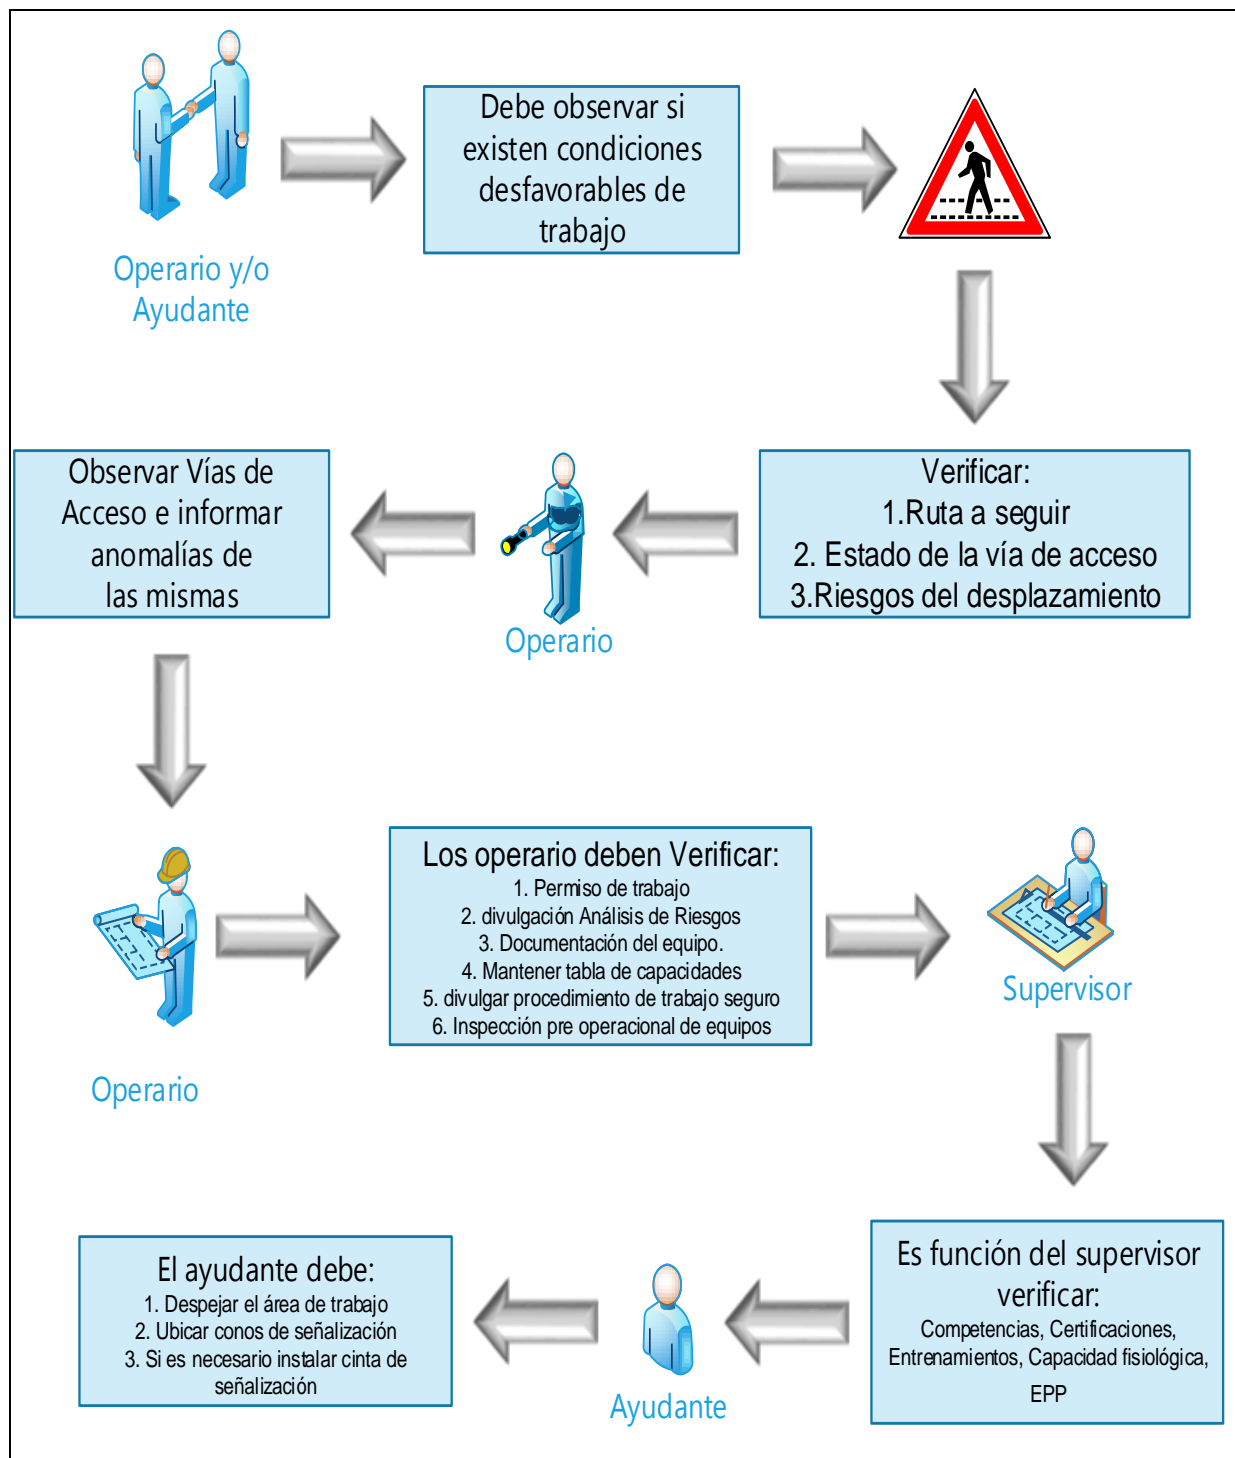 Debe observar si
existen condiciones
desfavorables de
trabajo
Operario y/o
Ayudante
Verificar:
1.Ruta a seguir
2. Estado de la vía de acceso
3.Riesgos del desplazamiento
Operario
Observar Vías de
Acceso e informar
anomalías de
las mismas
Operario
Los operario deben Verificar:
1. Permiso de trabajo
2. divulgación Análisis de Riesgos
3. Documentación del equipo.
4. Mantener tabla de capacidades
5. divulgar procedimiento de trabajo seguro
6. Inspección pre operacional de equipos
Supervisor
Es función del supervisor
verificar:
Competencias, Certificaciones,
Entrenamientos, Capacidad fisiológica,
EPP
Ayudante
El ayudante debe:
1. Despejar el área de trabajo
2. Ubicar conos de señalización
3. Si es necesario instalar cinta de
señalización